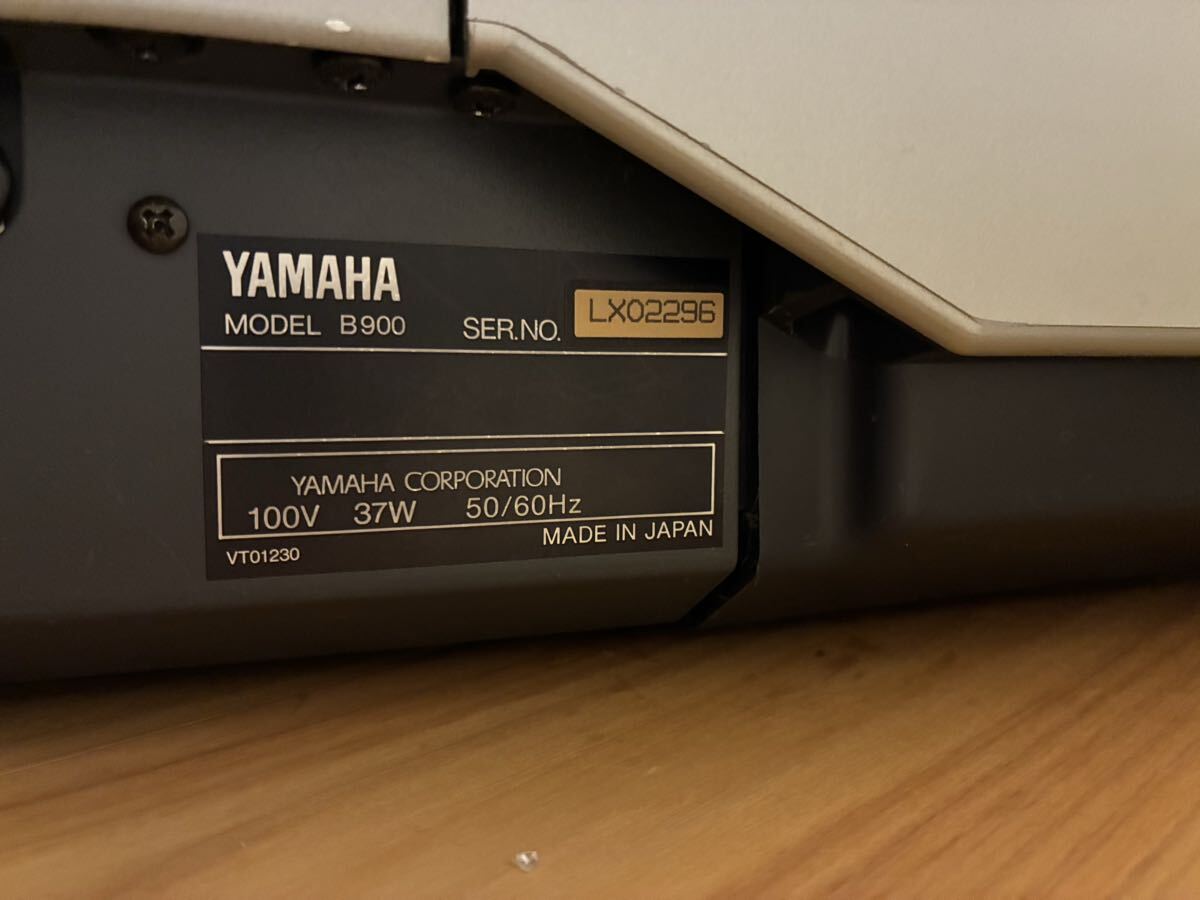 YAMAHA
MODEL B900 SER.NO. LX02296
YAMAHA CORPORATION
100V 37W 50/60Hz
MADE IN JAPAN
VT01230